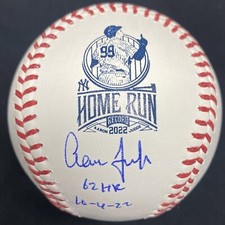 99
NY
HOME RUN
RECORD
AARON 2022 JUDGE
Aaron Judge
62 HR
10-4-22